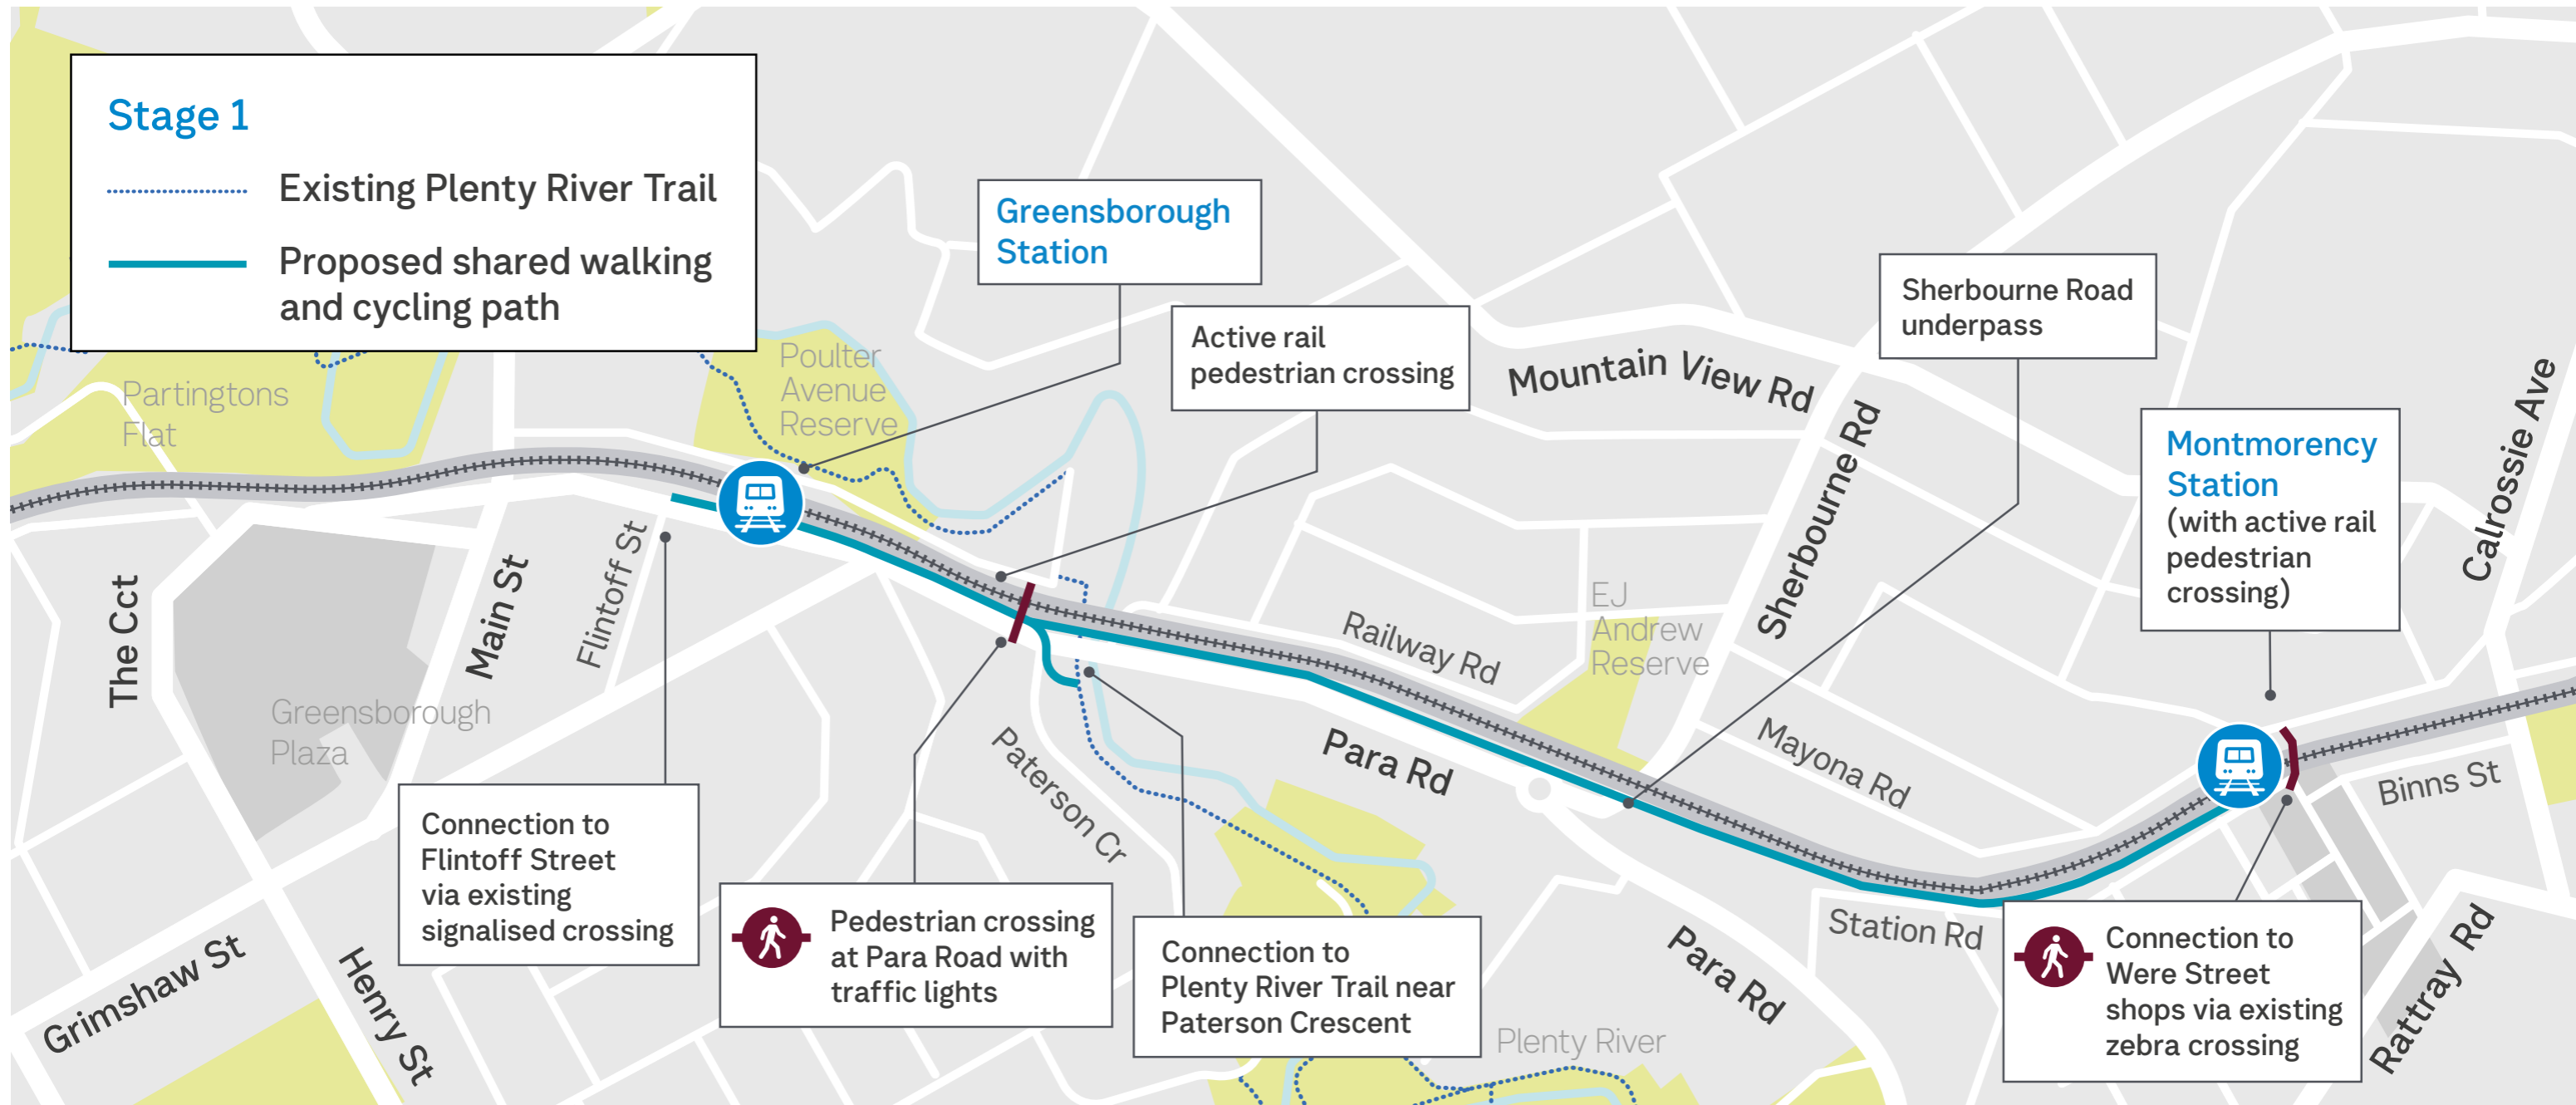 Stage 1
Existing Plenty River Trail
Proposed shared walking
and cycling path
Greensborough
Station
Active rail
pedestrian crossing
Sherbourne Road
underpass
Montmorency
Station
(with active rail
pedestrian
crossing)
Poulter
Avenue
Reserve
Partingtons
Flat
Mountain View Rd
Sherbourne Rd
Calrossie Ave
The Cct
Main St
Flintoff St
Greensborough
Plaza
EJ
Andrew
Reserve
Railway Rd
Mayona Rd
Para Rd
Paterson Cr
Binns St
Station Rd
Para Rd
Rattray Rd
Grimshaw St
Henry St
Plenty River
Connection to
Flintoff Street
via existing
signalised crossing
Pedestrian crossing
at Para Road with
traffic lights
Connection to
Plenty River Trail near
Paterson Crescent
Connection to
Were Street
shops via existing
zebra crossing